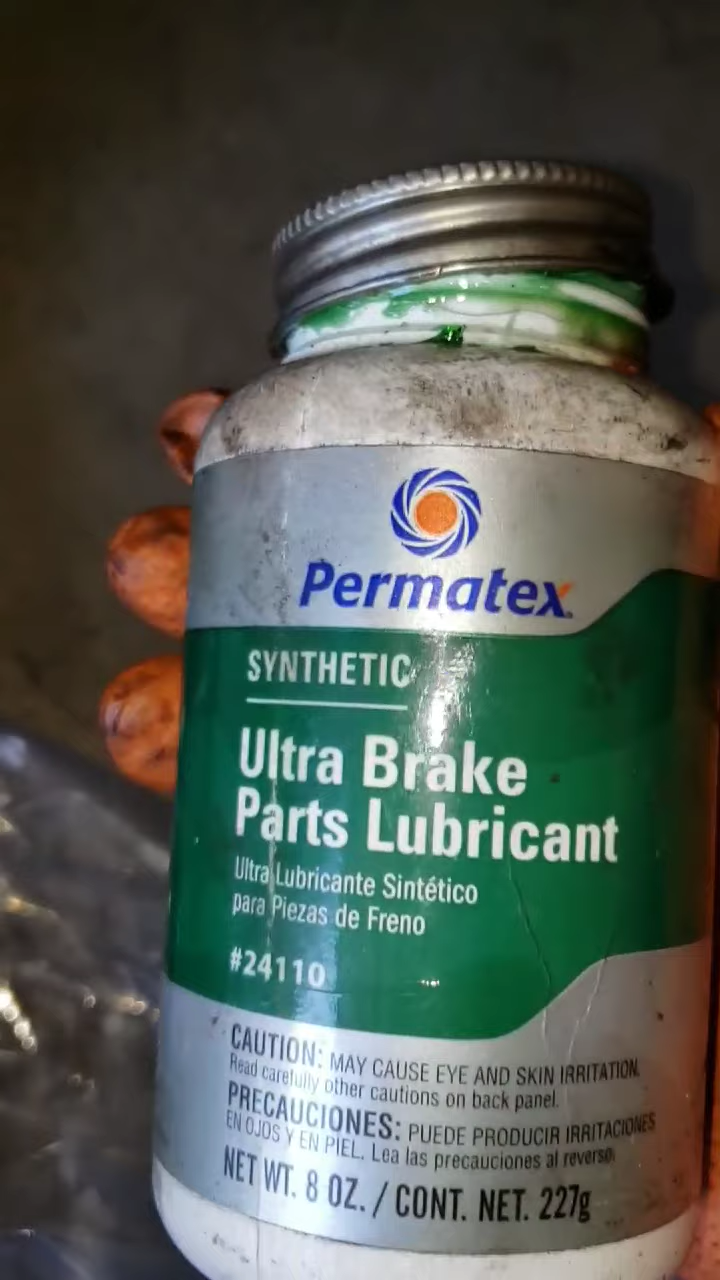 Permatex
SYNTHETIC
Ultra Brake
Parts Lubricant
Ultra Lubricante Sintético
para Piezas de Freno
#24110
CAUTION: MAY CAUSE EYE AND SKIN IRRITATION.
Read carefully other cautions on back panel.
PRECAUCIONES: PUEDE PRODUCIR IRRITACIONES
EN OJOS Y EN PIEL. Lea las precauciones al reverso.
NET WT. 8 OZ. / CONT. NET. 227g